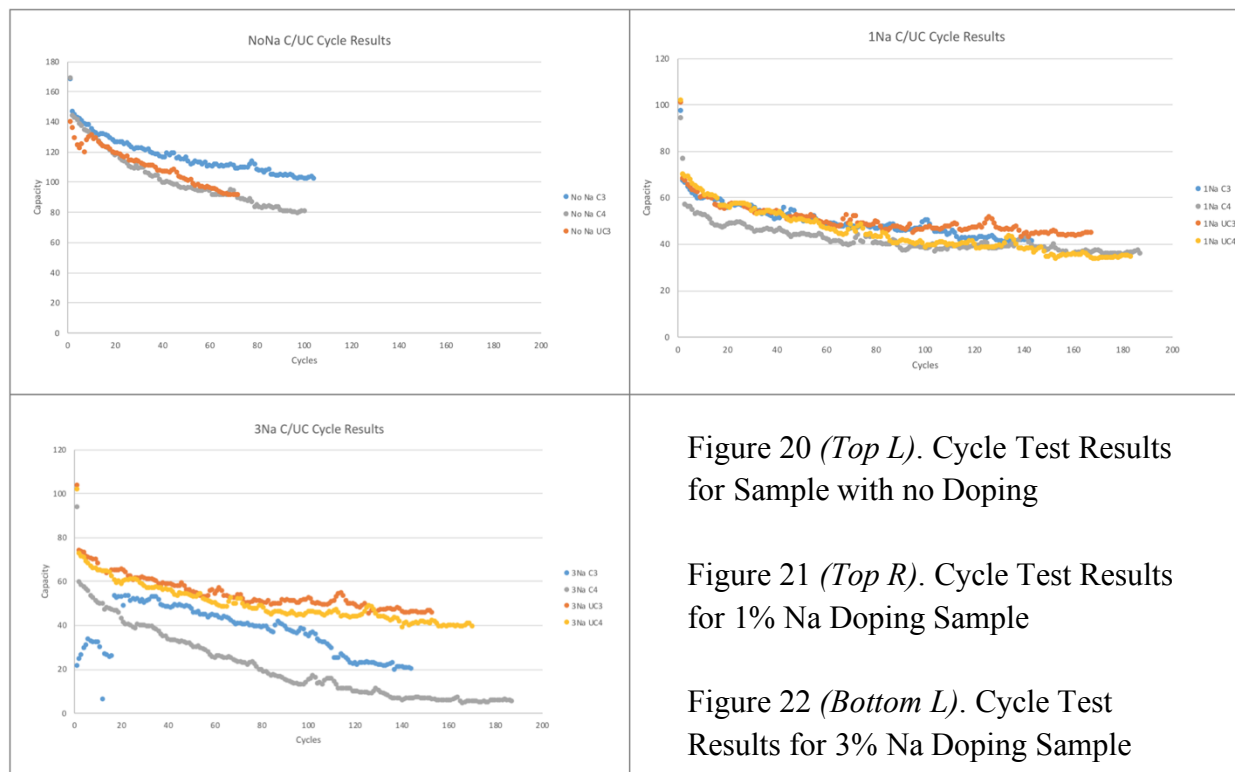 NoNa C/UC Cycle Results
180
160
140
120
100
80
60
40
20
0
Capacity
0 20 40 60 80 100 120 140 160 180 200
Cycles
No Na C3
No Na C4
No Na UC3
1Na C/UC Cycle Results
120
100
80
60
40
20
0
Capacity
0 20 40 60 80 100 120 140 160 180 200
Cycles
1Na C3
1Na C4
1Na UC3
1Na UC4
3Na C/UC Cycle Results
120
100
80
60
40
20
0
Capacity
0 20 40 60 80 100 120 140 160 180 200
Cycles
3Na C3
3Na C4
3Na UC3
3Na UC4
Figure 20 (Top L). Cycle Test Results
for Sample with no Doping
Figure 21 (Top R). Cycle Test Results
for 1% Na Doping Sample
Figure 22 (Bottom L). Cycle Test
Results for 3% Na Doping Sample